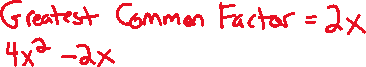 Greatest Common Factor = 2x
4x² - 2x